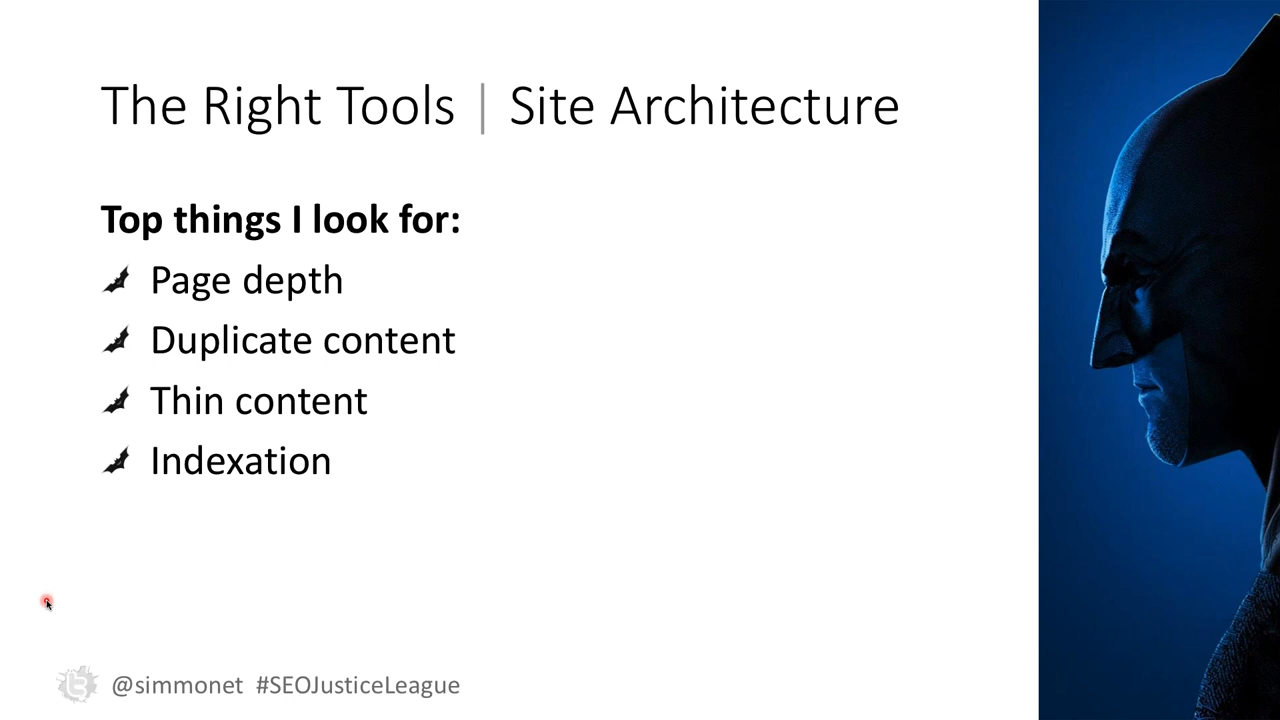 The Right Tools | Site Architecture
Top things I look for:
Page depth
Duplicate content
Thin content
Indexation
@simmonet #SEOJusticeLeague